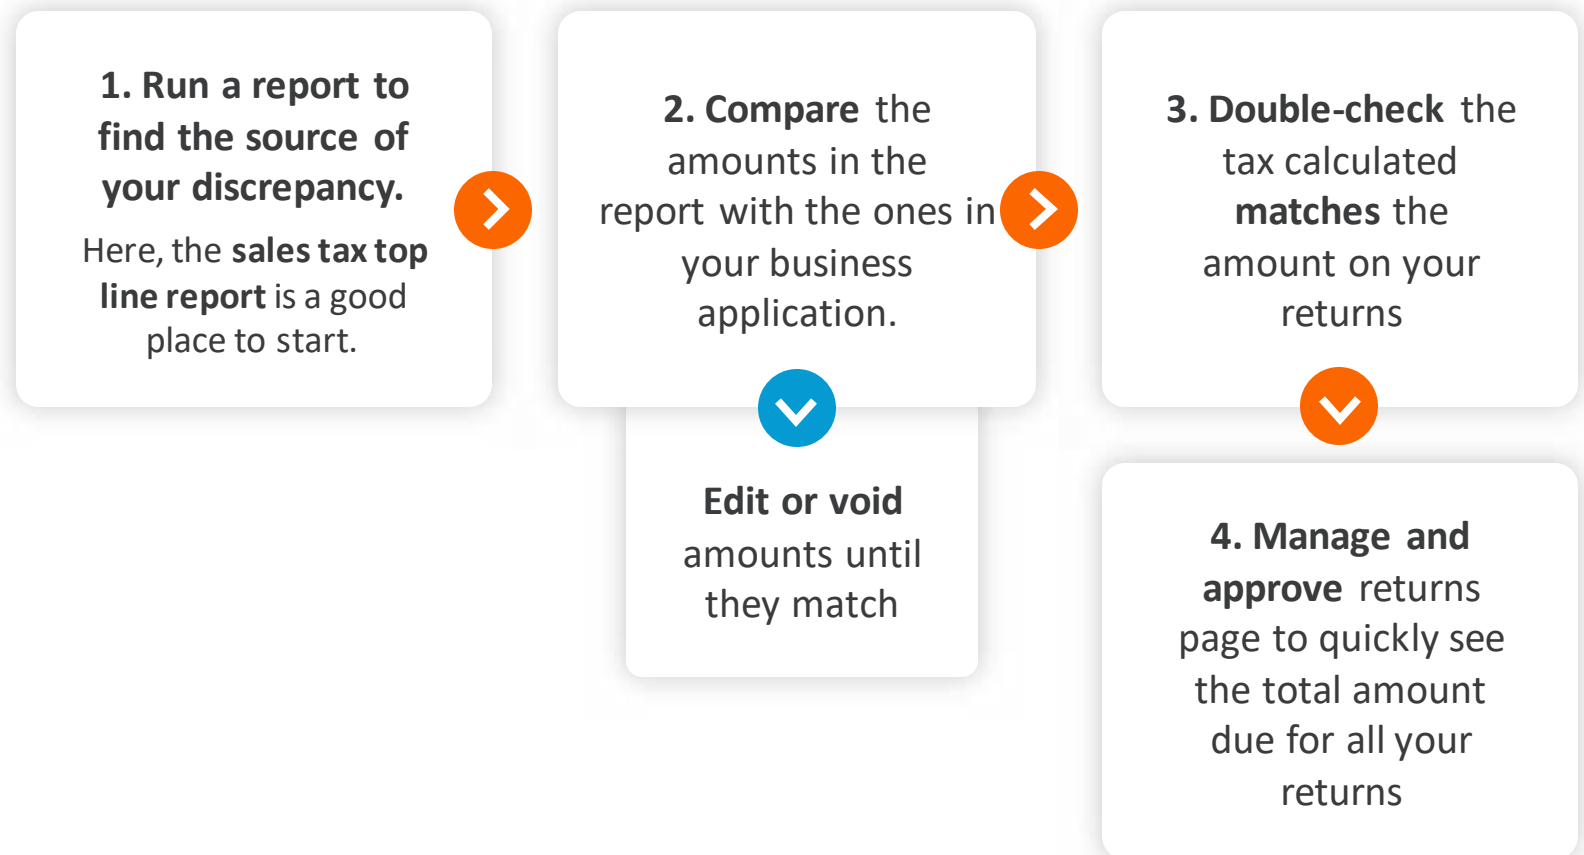 1. Run a report to
find the source of
your discrepancy.
Here, the sales tax top
line report is a good
place to start.
2. Compare the
amounts in the
report with the ones in
your business
application.
Edit or void
amounts until
they match
3. Double-check the
tax calculated
matches the
amount on your
returns
4. Manage and
approve returns
page to quickly see
the total amount
due for all your
returns